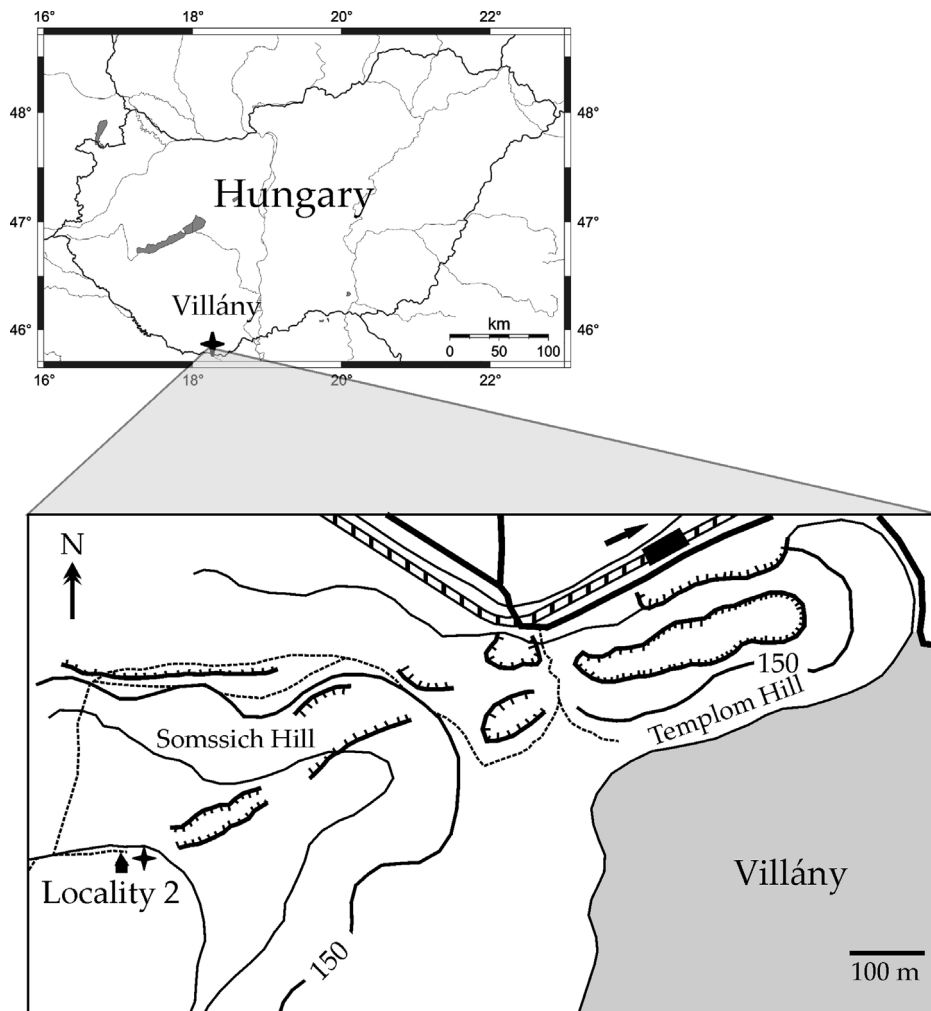 16° 18° 20° 22°
48°
48°
Hungary
47°
47°
Villány
46°
46°
km
0 50 100
16° 18° 20° 22°
N
150
Templom Hill
Somssich Hill
Villány
Locality 2
150
100 m